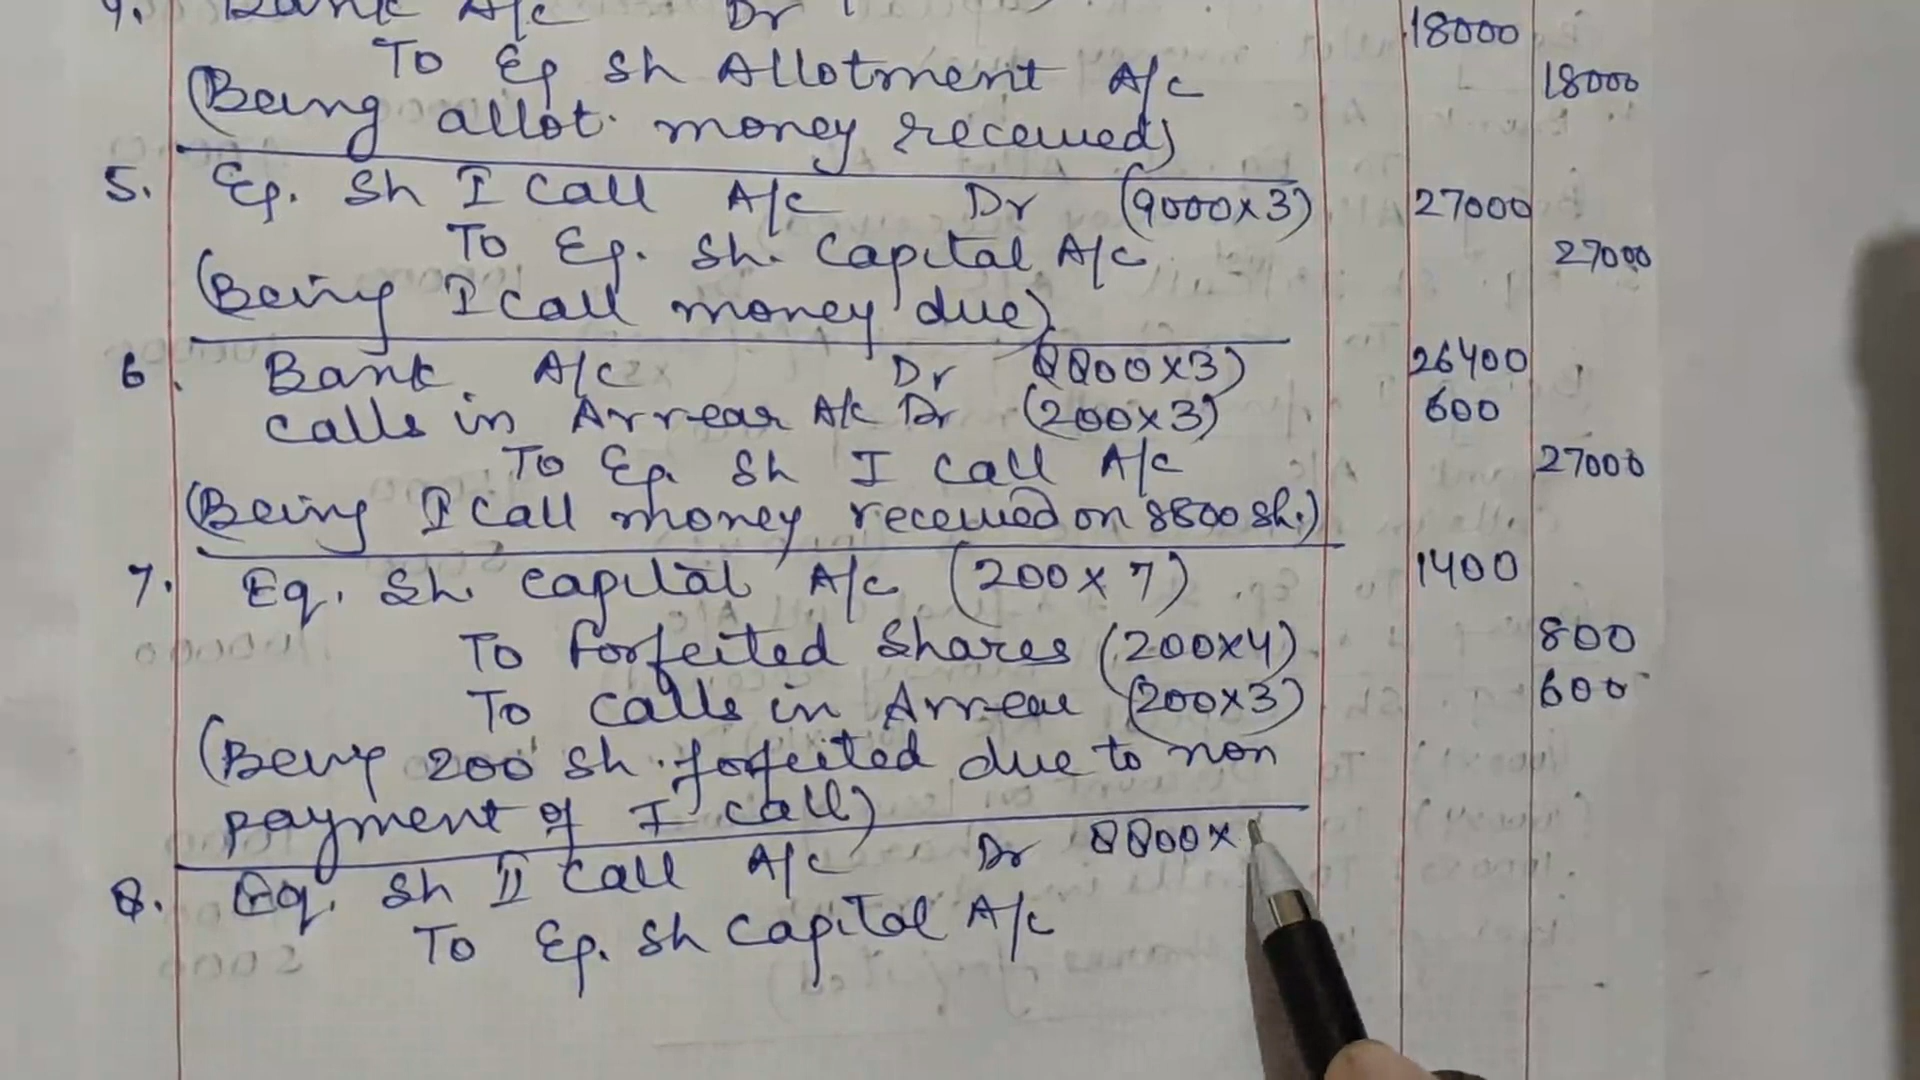 4. Bank A/c Dr 18000
To Eq Sh Allotment A/c 18000
(Being allot. money received)
5. Eq. Sh I Call A/c Dr (9000x3) 27000
To Eq. Sh. Capital A/c 27000
(Being I Call money due)
6. Bank A/c Dr 8800x3) 26400
Calls in Arrear A/c Dr (200x3) 600
To Eq. Sh I Call A/c 27000
(Being I Call money received on 8800 sh.)
7. Eq. Sh. Capital A/c (200x7) 1400
To Forfeited Shares (200x4) 800
To Calls in Arrear (200x3) 600
(Being 200 Sh. forfeited due to non
payment of I Call)
8. Eq. Sh II Call A/c Dr 8800x
To Eq. Sh Capital A/c